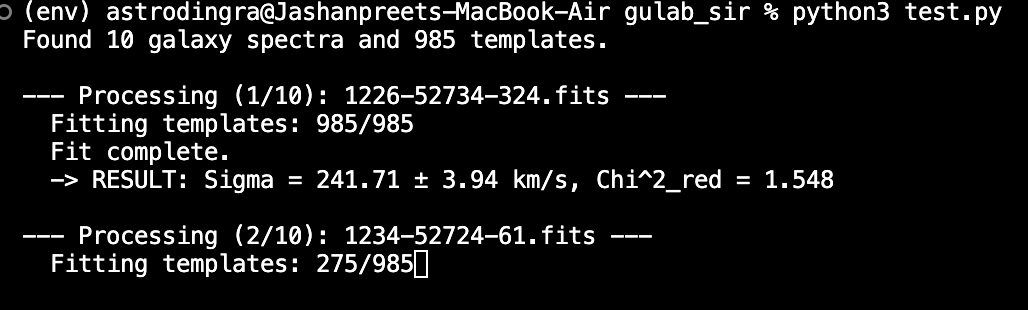 (env) astrodingra@Jashanpreets-MacBook-Air gulab_sir % python3 test.py
Found 10 galaxy spectra and 985 templates.
--- Processing (1/10): 1226-52734-324.fits ---
Fitting templates: 985/985
Fit complete.
-> RESULT: Sigma = 241.71 ± 3.94 km/s, Chi^2_red = 1.548
--- Processing (2/10): 1234-52724-61.fits ---
Fitting templates: 275/985